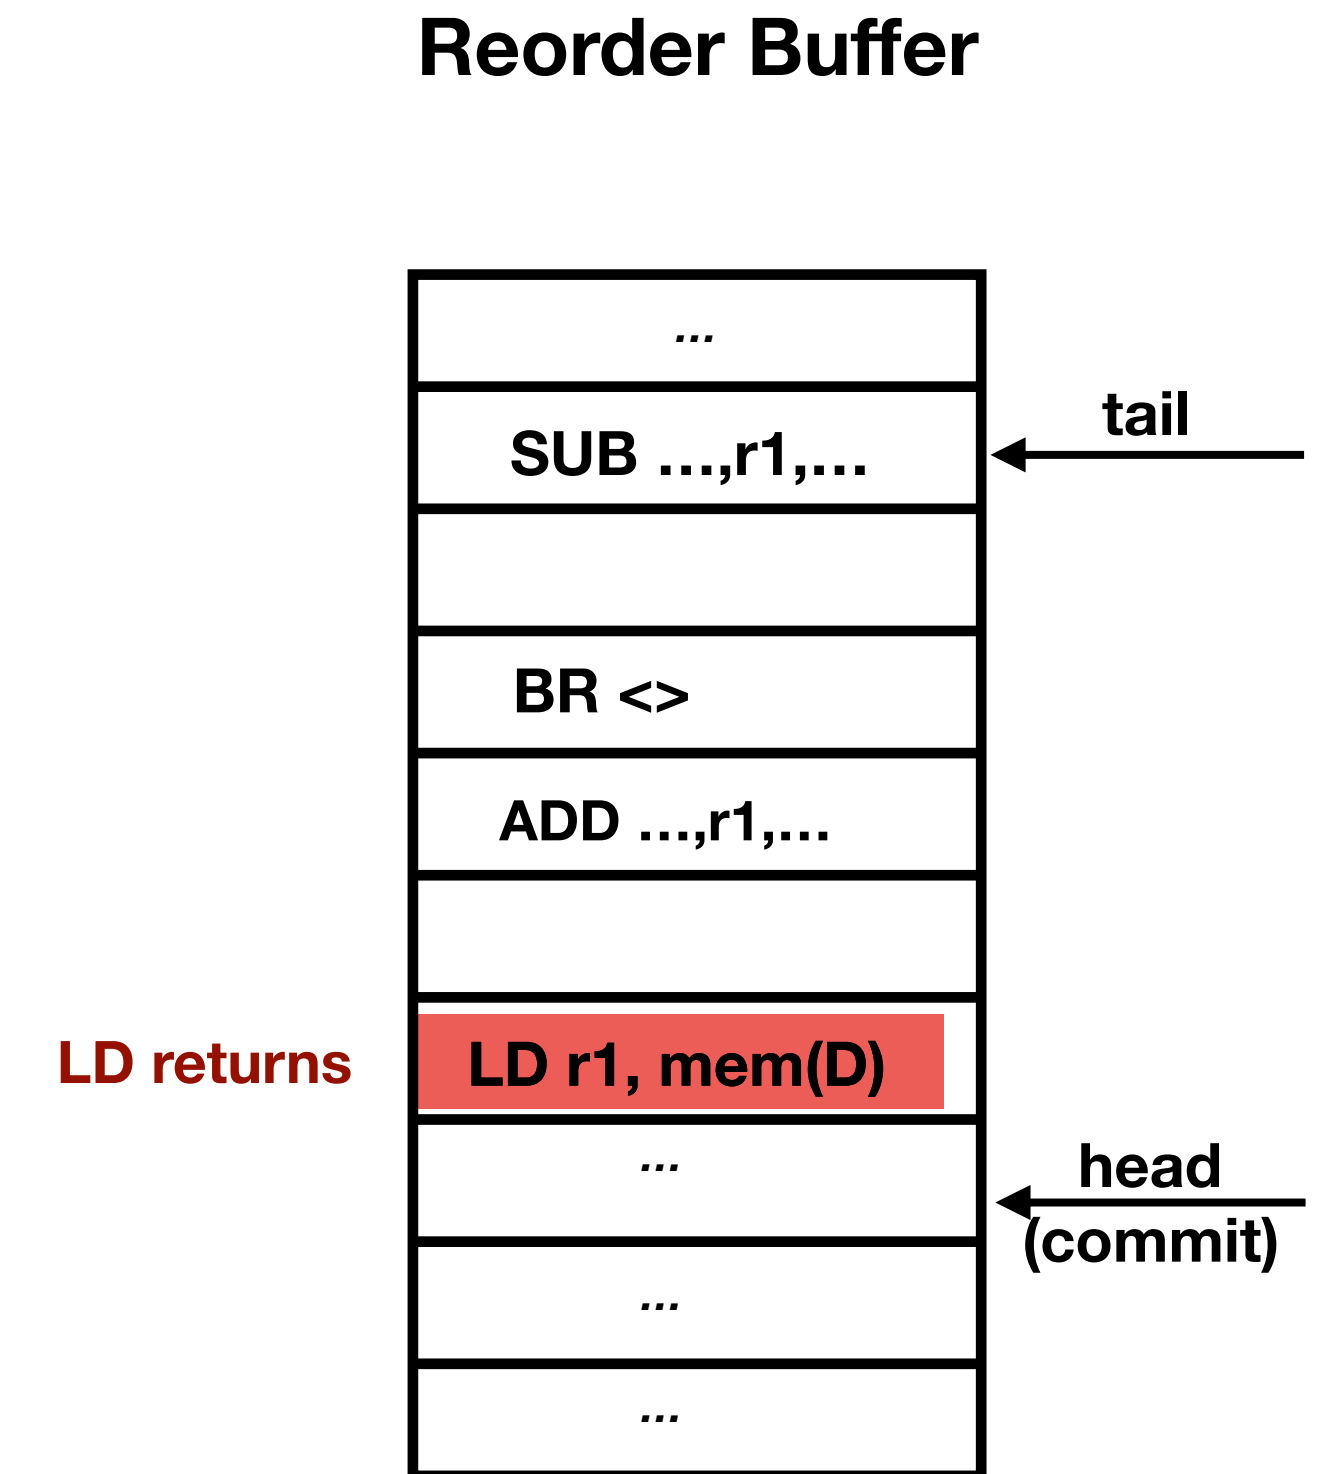 Reorder Buffer
...
SUB ...,r1,...
tail
BR <>
ADD ...,r1,...
LD returns
LD r1, mem(D)
...
head
(commit)
...
...